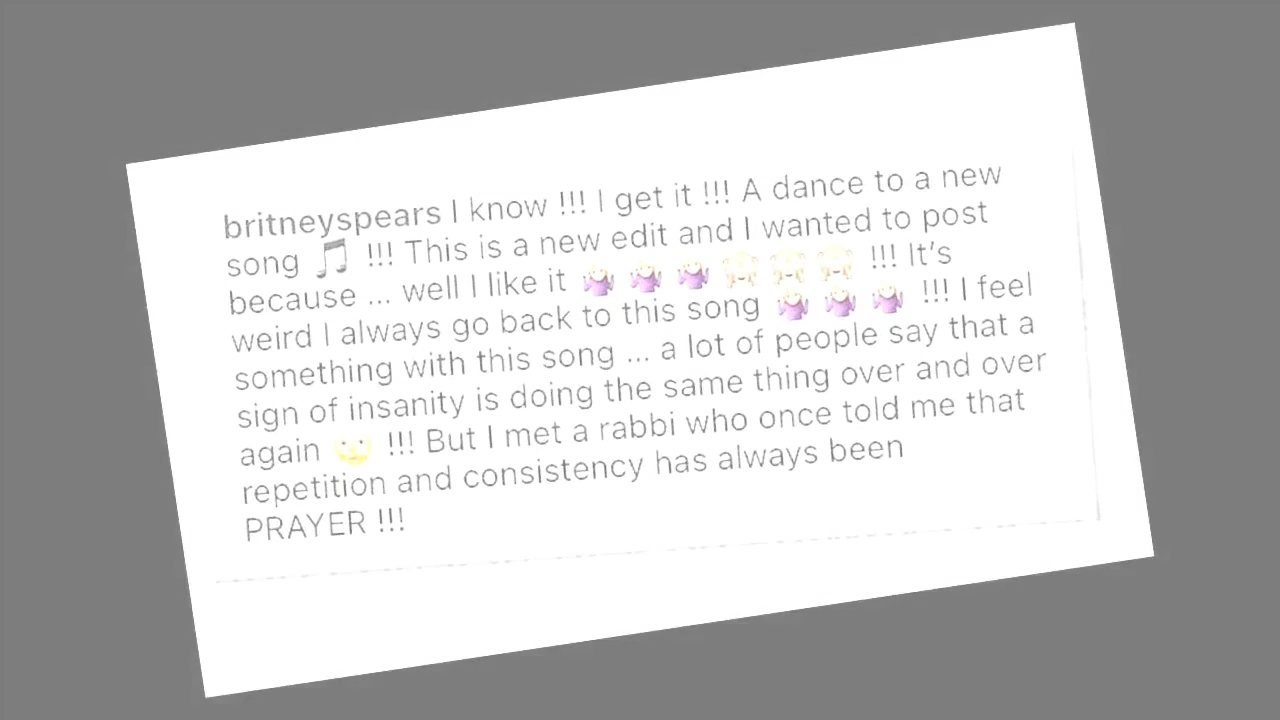 britneyspears I know !!! I get it !!! A dance to a new
song 🎵 !!! This is a new edit and I wanted to post
because ... well I like it 🤷🏼‍♀️ 🤷🏼‍♀️ 🤷🏼‍♀️ 👧🏼 👧🏼 👧🏼 !!! It’s
weird I always go back to this song 🤷🏼‍♀️ 🤷🏼‍♀️ 🤷🏼‍♀️ !!! I feel
something with this song ... a lot of people say that a
sign of insanity is doing the same thing over and over
again 🙄 !!! But I met a rabbi who once told me that
repetition and consistency has always been
PRAYER !!!